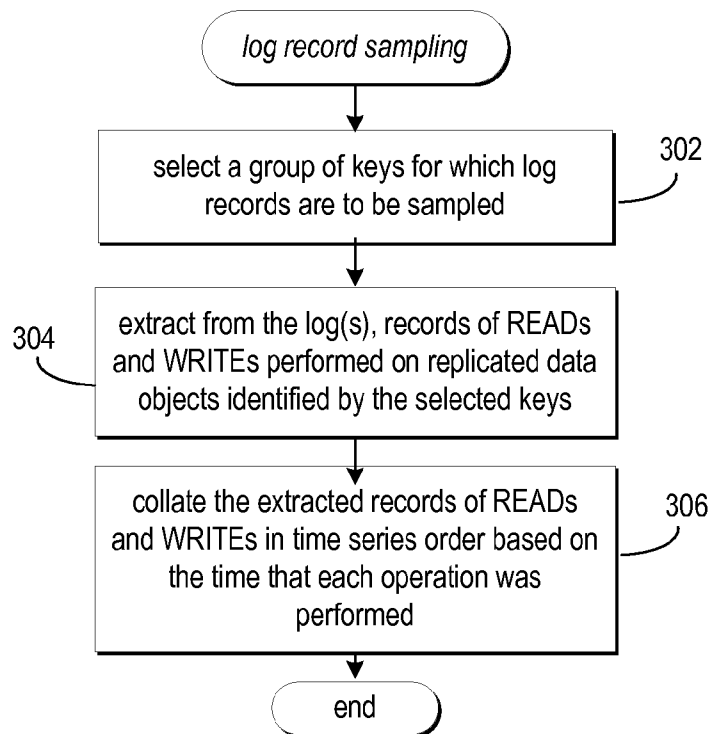 log record sampling
select a group of keys for which log
records are to be sampled
302
extract from the log(s), records of READs
and WRITEs performed on replicated data
objects identified by the selected keys
304
collate the extracted records of READs
and WRITEs in time series order based on
the time that each operation was
performed
306
end